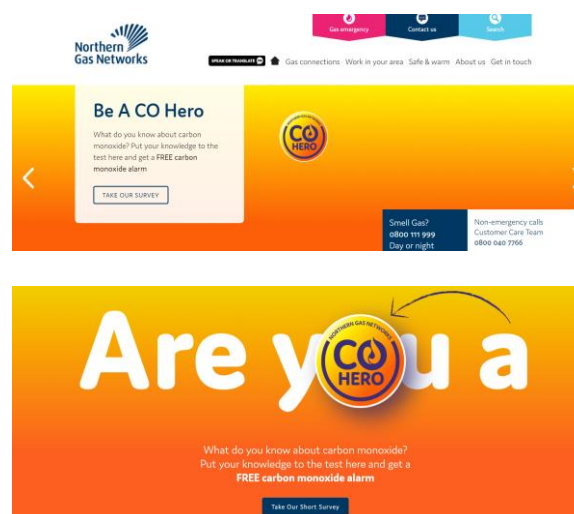 Northern
Gas Networks
Gas emergency
Contact us
Search
SPEAK OR TRANSLATE
Gas connections Work in your area Safe & warm About us Get in touch
Be A CO Hero
What do you know about carbon
monoxide? Put your knowledge to the
test here and get a FREE carbon
monoxide alarm
TAKE OUR SURVEY
CO
HERO
Smell Gas?
0800 111 999
Day or night
Non-emergency calls
Customer Care Team
0800 040 7766
Are you a
NORTHERN GAS NETWORKS
CO
HERO
What do you know about carbon monoxide?
Put your knowledge to the test here and get a
FREE carbon monoxide alarm
Take Our Short Survey